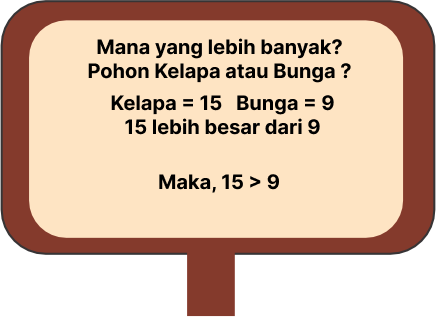 Mana yang lebih banyak?
Pohon Kelapa atau Bunga ?
Kelapa = 15 Bunga = 9
15 lebih besar dari 9
Maka, 15 > 9